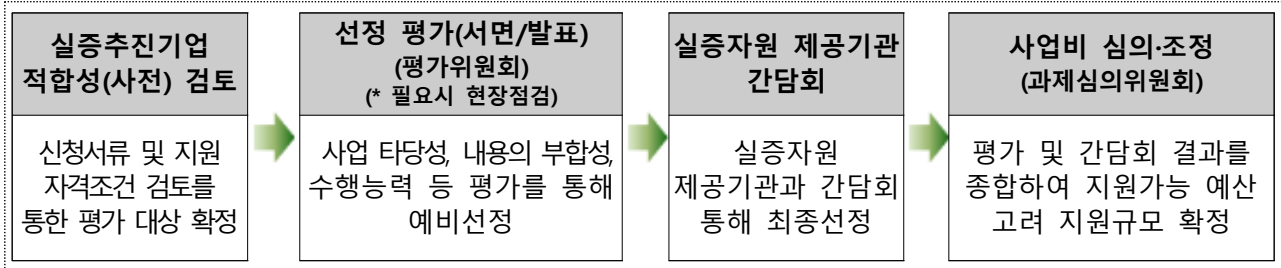 실증추진기업
적합성(사전) 검토
신청서류 및 지원
자격조건 검토를
통한 평가 대상 확정
선정 평가(서면/발표)
(평가위원회)
(* 필요시 현장점검)
사업 타당성, 내용의 부합성,
수행능력 등 평가를 통해
예비선정
실증자원 제공기관
간담회
실증자원
제공기관과 간담회
통해 최종선정
사업비 심의·조정
(과제심의위원회)
평가 및 간담회 결과를
종합하여 지원가능 예산
고려 지원규모 확정